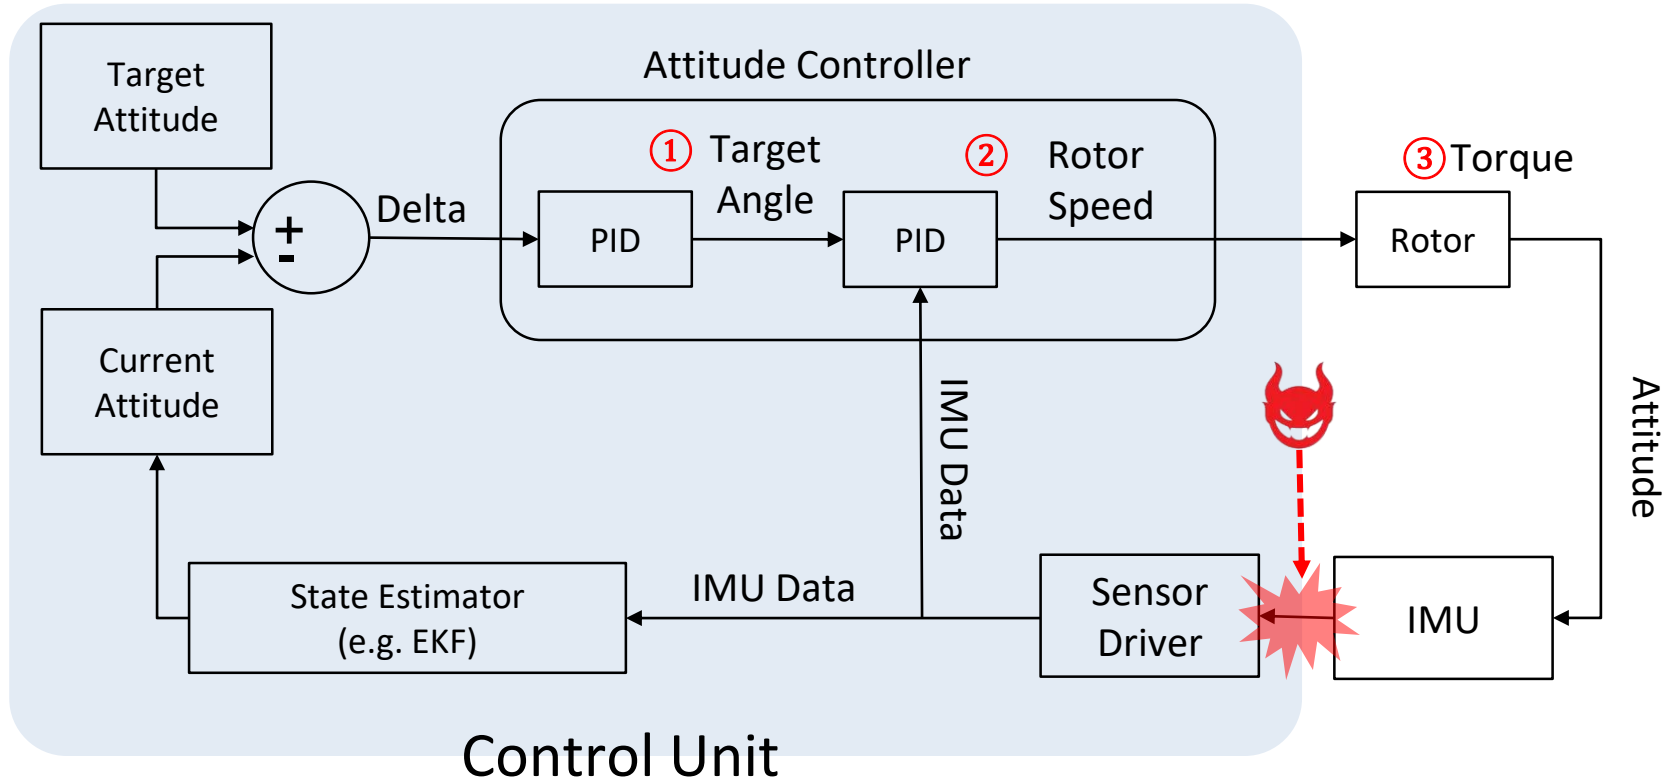 Target
Attitude
Attitude Controller
① Target
Angle
② Rotor
Speed
③ Torque
+
-
Delta
PID
PID
Rotor
Current
Attitude
IMU Data
Attitude
State Estimator
(e.g. EKF)
IMU Data
Sensor
Driver
IMU
Control Unit